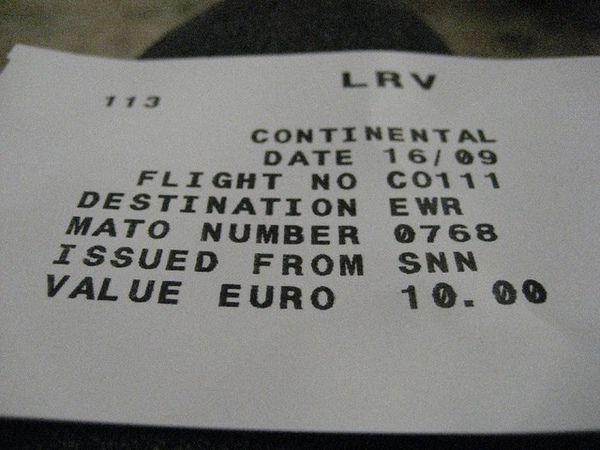 LRV
113
CONTINENTAL
DATE 16/09
FLIGHT NO CO111
DESTINATION EWR
MATO NUMBER 0768
ISSUED FROM SNN
VALUE EURO 10.00